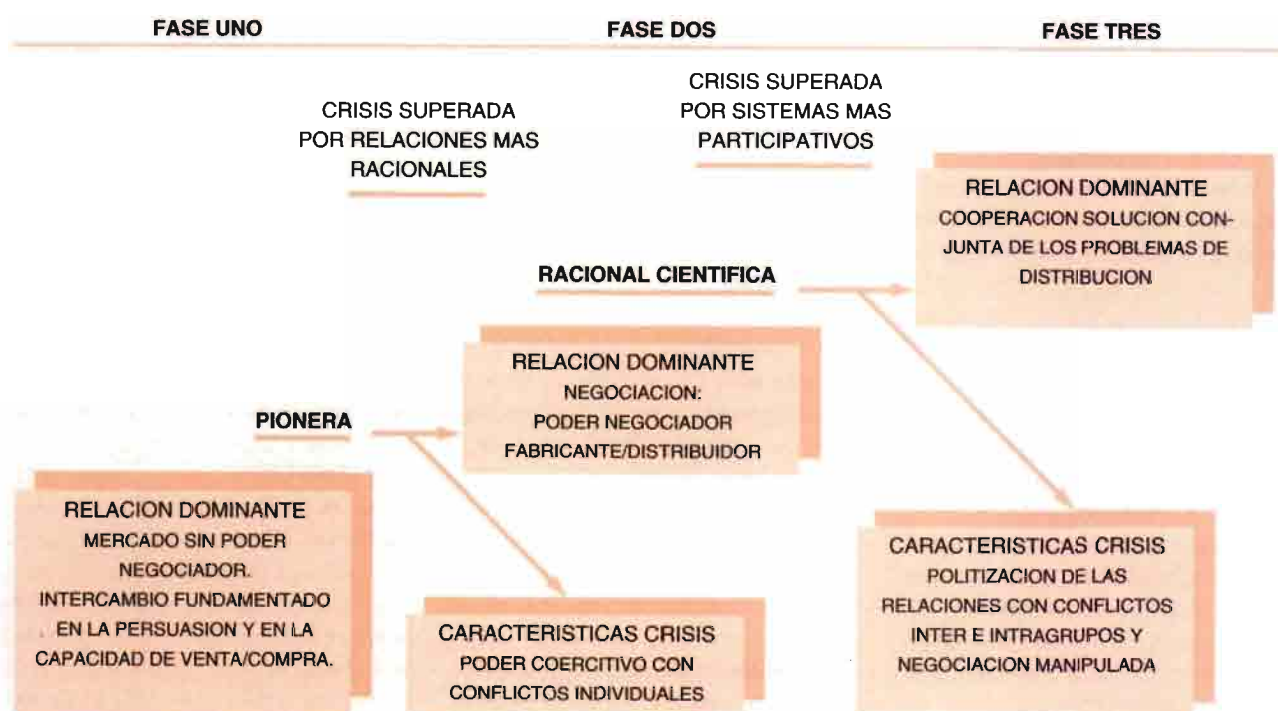 FASE UNO
FASE DOS
FASE TRES
CRISIS SUPERADA
POR RELACIONES MAS
RACIONALES
CRISIS SUPERADA
POR SISTEMAS MAS
PARTICIPATIVOS
RELACION DOMINANTE
COOPERACION SOLUCION CON-
JUNTA DE LOS PROBLEMAS DE
DISTRIBUCION
RACIONAL CIENTIFICA
RELACION DOMINANTE
NEGOCIACION:
PODER NEGOCIADOR
FABRICANTE/DISTRIBUIDOR
PIONERA
RELACION DOMINANTE
MERCADO SIN PODER
NEGOCIADOR.
INTERCAMBIO FUNDAMENTADO
EN LA PERSUASION Y EN LA
CAPACIDAD DE VENTA/COMPRA.
CARACTERISTICAS CRISIS
PODER COERCITIVO CON
CONFLICTOS INDIVIDUALES
CARACTERISTICAS CRISIS
POLITIZACION DE LAS
RELACIONES CON CONFLICTOS
INTER E INTRAGRUPOS Y
NEGOCIACION MANIPULADA